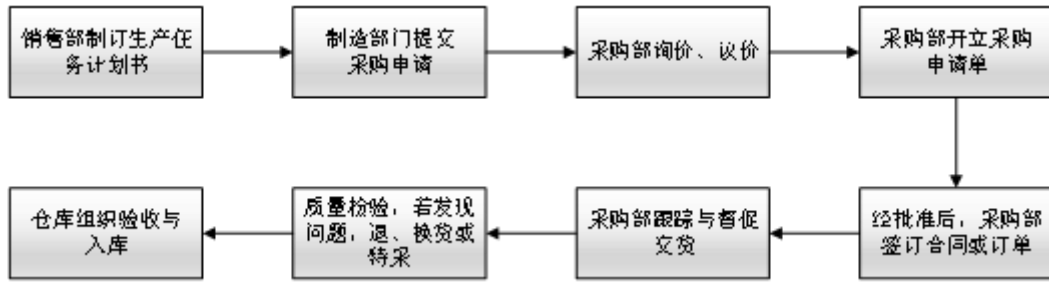 销售部制订生产任
务计划书
制造部门提交
采购申请
采购部询价、议价
采购部开立采购
申请单
经批准后，采购部
签订合同或订单
采购部跟踪与督促
交货
质量检验，若发现
问题，退、换货或
特采
仓库组织验收与
入库